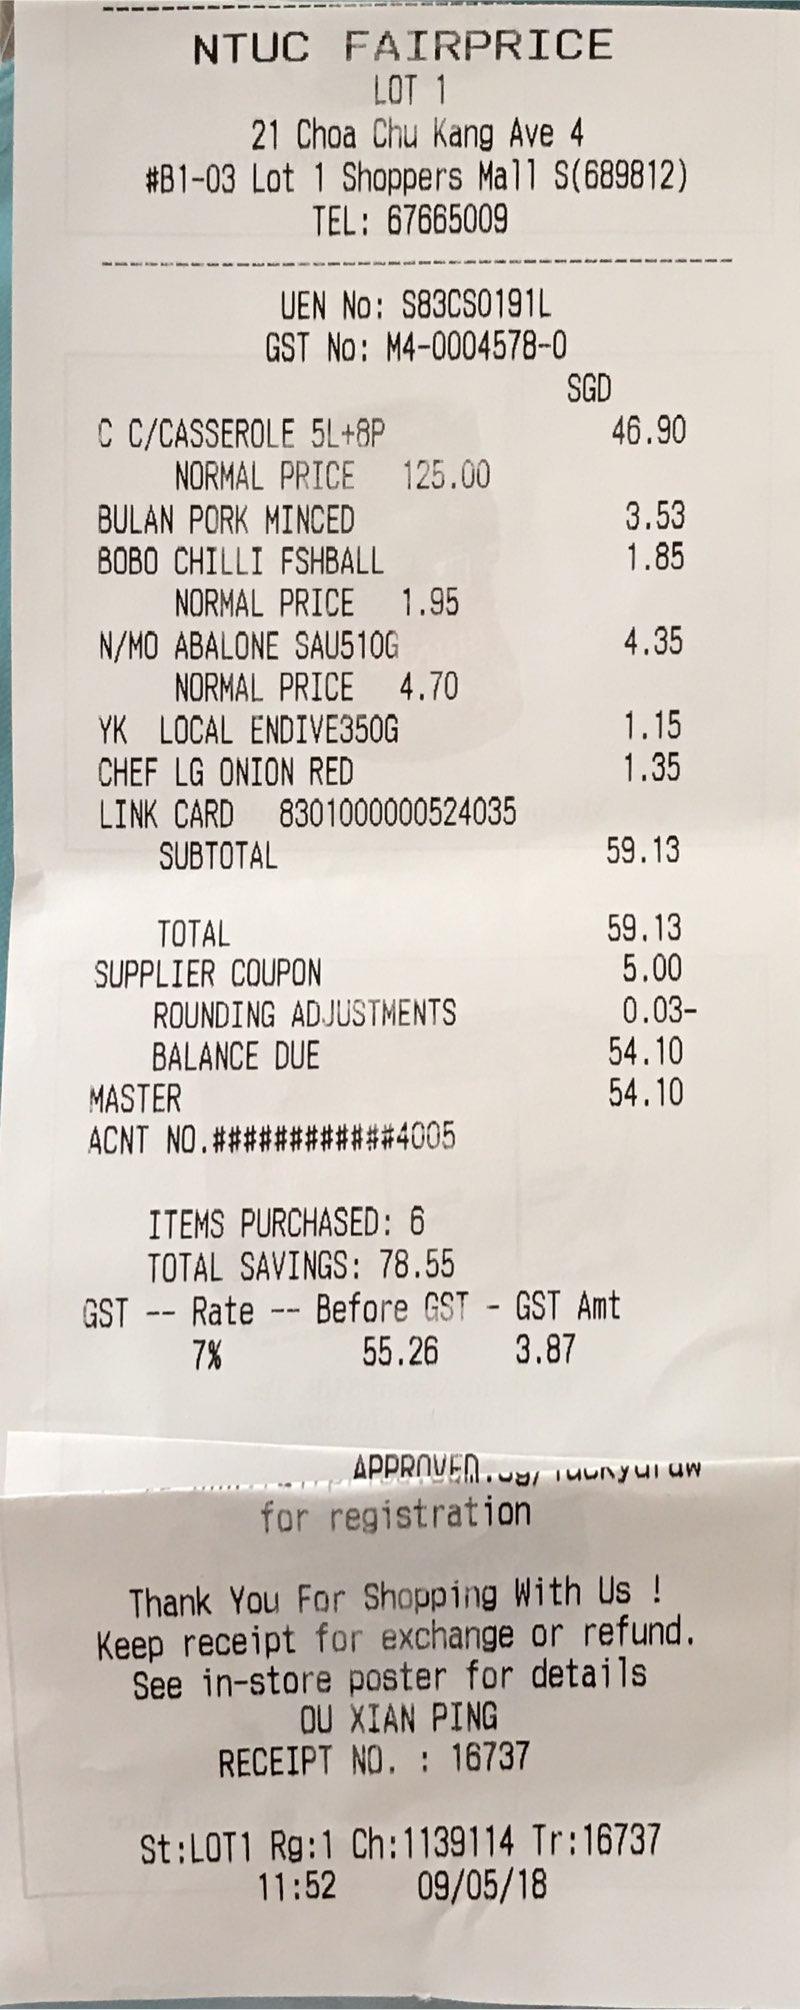 NTUC FAIRPRICE
LOT 1
21 Choa Chu Kang Ave 4
#B1-03 Lot 1 Shoppers Mall S(689812)
TEL: 67665009
UEN No: S83CS0191L
GST No: M4-0004578-0
SGD
C C/CASSEROLE 5L+8P 46.90
NORMAL PRICE 125.00
BULAN PORK MINCED 3.53
BOBO CHILLI FSHBALL 1.85
NORMAL PRICE 1.95
N/MO ABALONE SAU510G 4.35
NORMAL PRICE 4.70
YK LOCAL ENDIVE350G 1.15
CHEF LG ONION RED 1.35
LINK CARD 8301000000524035
SUBTOTAL 59.13
TOTAL 59.13
SUPPLIER COUPON 5.00
ROUNDING ADJUSTMENTS 0.03-
BALANCE DUE 54.10
MASTER 54.10
ACNT NO.############4005
ITEMS PURCHASED: 6
TOTAL SAVINGS: 78.55
GST -- Rate -- Before GST - GST Amt
7% 55.26 3.87
APPROVED
for registration
Thank You For Shopping With Us !
Keep receipt for exchange or refund.
See in-store poster for details
OU XIAN PING
RECEIPT NO. : 16737
St:LOT1 Rg:1 Ch:1139114 Tr:16737
11:52 09/05/18